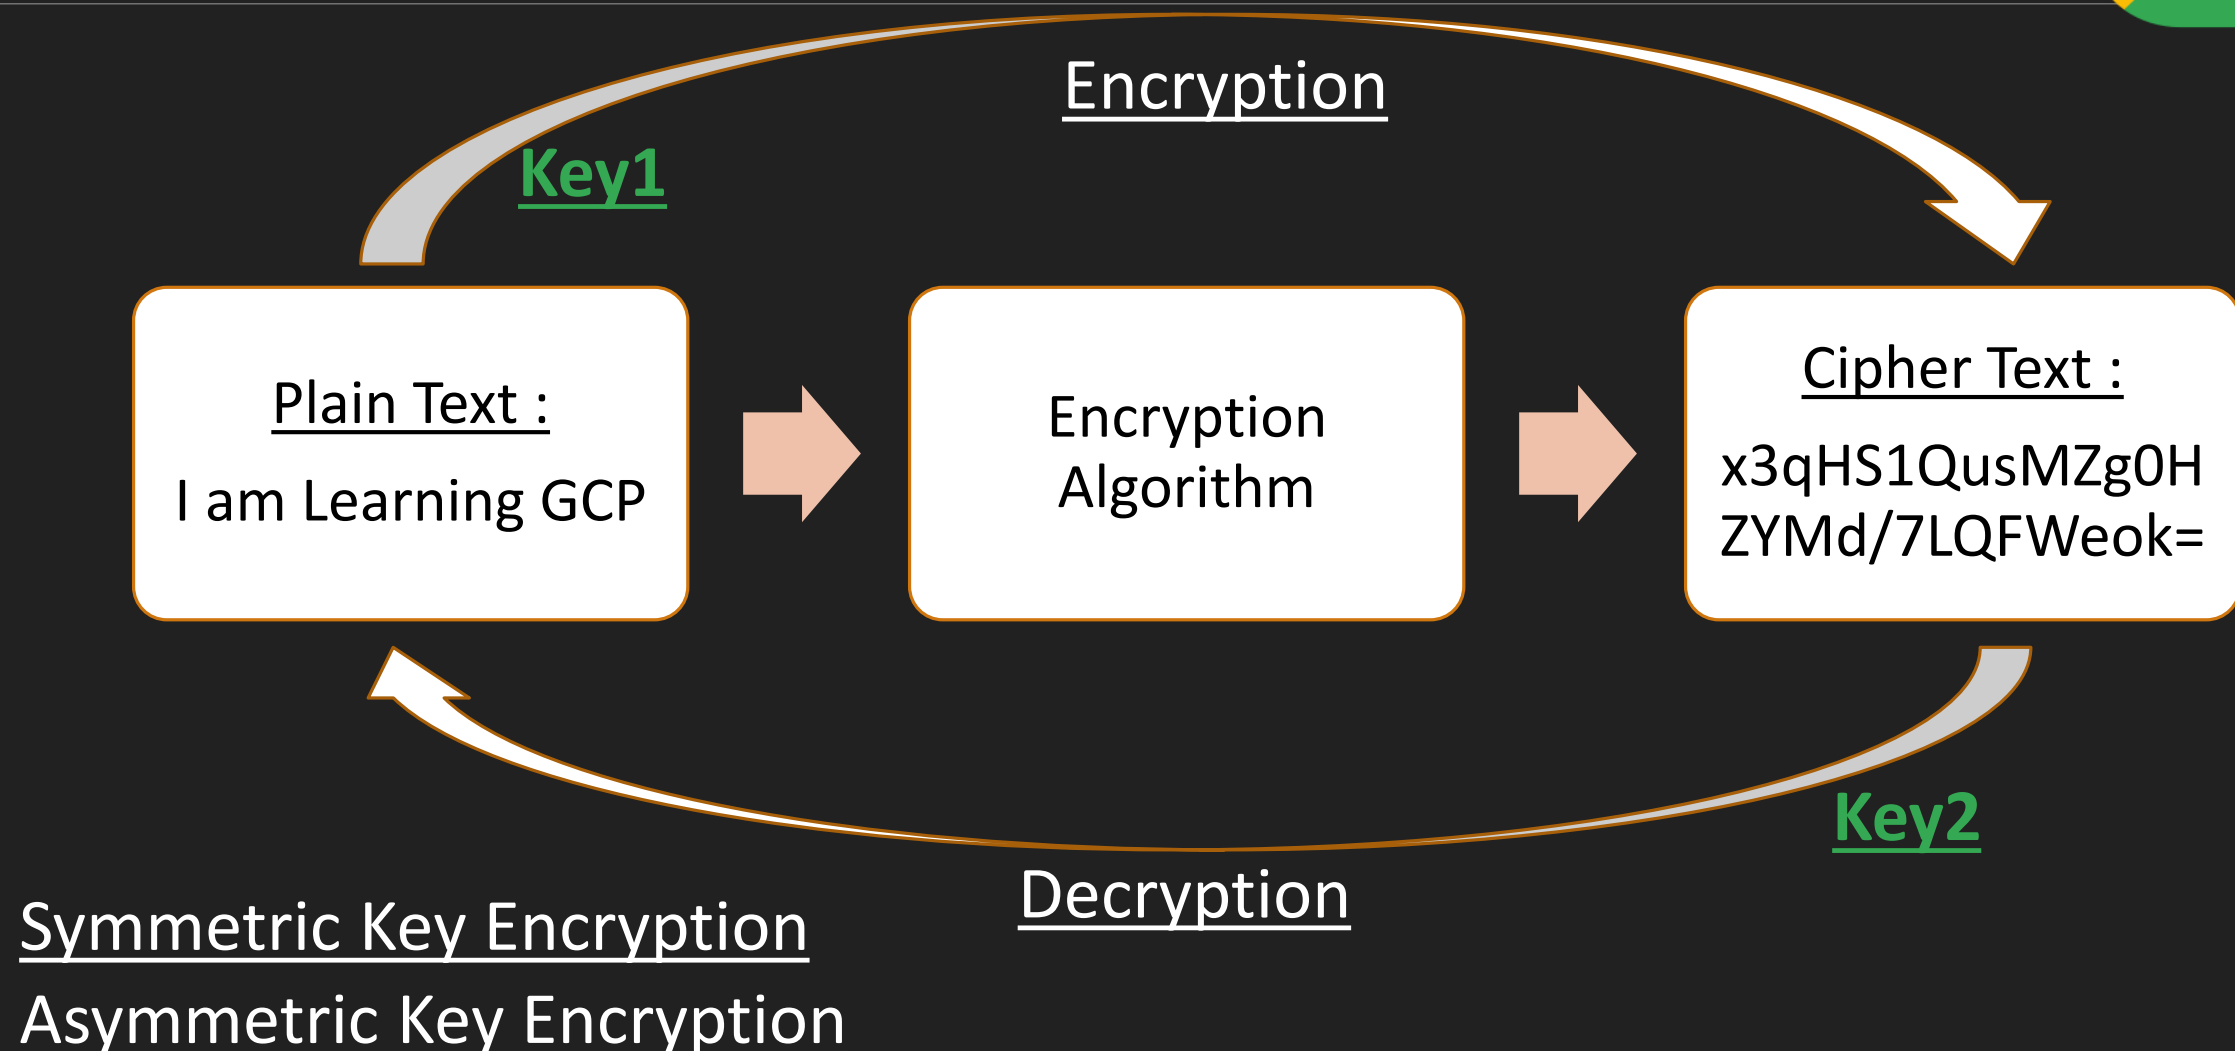 Encryption
Key1
Plain Text :
I am Learning GCP
Encryption
Algorithm
Cipher Text :
x3qHS1QusMZg0H
ZYMd/7LQFWeok=
Key2
Decryption
Symmetric Key Encryption
Asymmetric Key Encryption